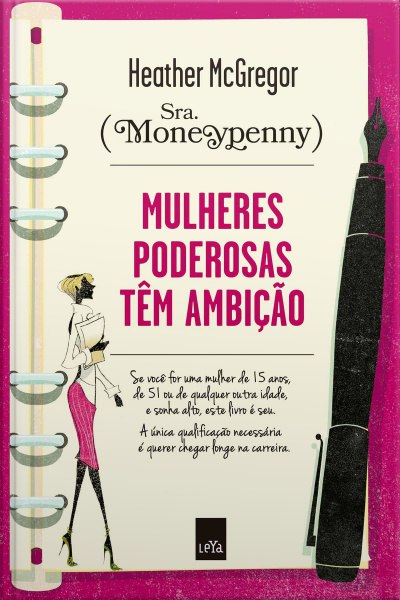 Heather McGregor
Sra.
(Moneypenny)
MULHERES
PODEROSAS
TÊM AMBIÇÃO
Se você for uma mulher de 15 anos,
de 51 ou de qualquer outra idade,
e sonha alto, este livro é seu.
A única qualificação necessária
é querer chegar longe na carreira.
LeYa